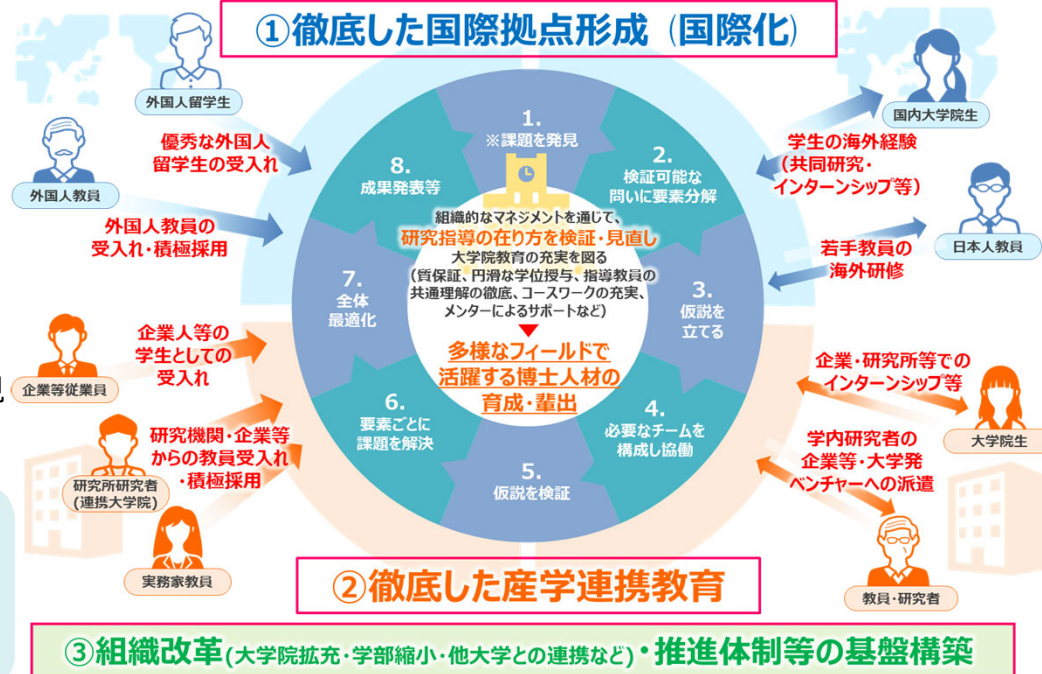 ①徹底した国際拠点形成（国際化）
外国人留学生
優秀な外国人
留学生の受入れ
外国人教員
外国人教員の
受入れ・積極採用
国内大学院生
学生の海外経験
（共同研究・
インターンシップ等）
日本人教員
若手教員の
海外研修
1.
※課題を発見
2.
検証可能な
問いに要素分解
3.
仮説を
立てる
4.
必要なチームを
構成し協働
5.
仮説を検証
6.
要素ごとに
課題を解決
7.
全体
最適化
8.
成果発表等
組織的なマネジメントを通じて、
研究指導の在り方を検証・見直し
大学院教育の充実を図る
(質保証、円滑な学位授与、指導教員の
共通理解の徹底、コースワークの充実、
メンターによるサポートなど)
多様なフィールドで
活躍する博士人材の
育成・輩出
企業等従業員
企業人等の
学生としての
受入れ
研究所研究者
(連携大学院)
研究機関・企業等
からの教員受入れ
・積極採用
実務家教員
企業・研究所等での
インターンシップ等
大学院生
学内研究者の
企業等・大学発
ベンチャーへの派遣
教員・研究者
②徹底した産学連携教育
③組織改革(大学院拡充・学部縮小・他大学との連携など)・推進体制等の基盤構築